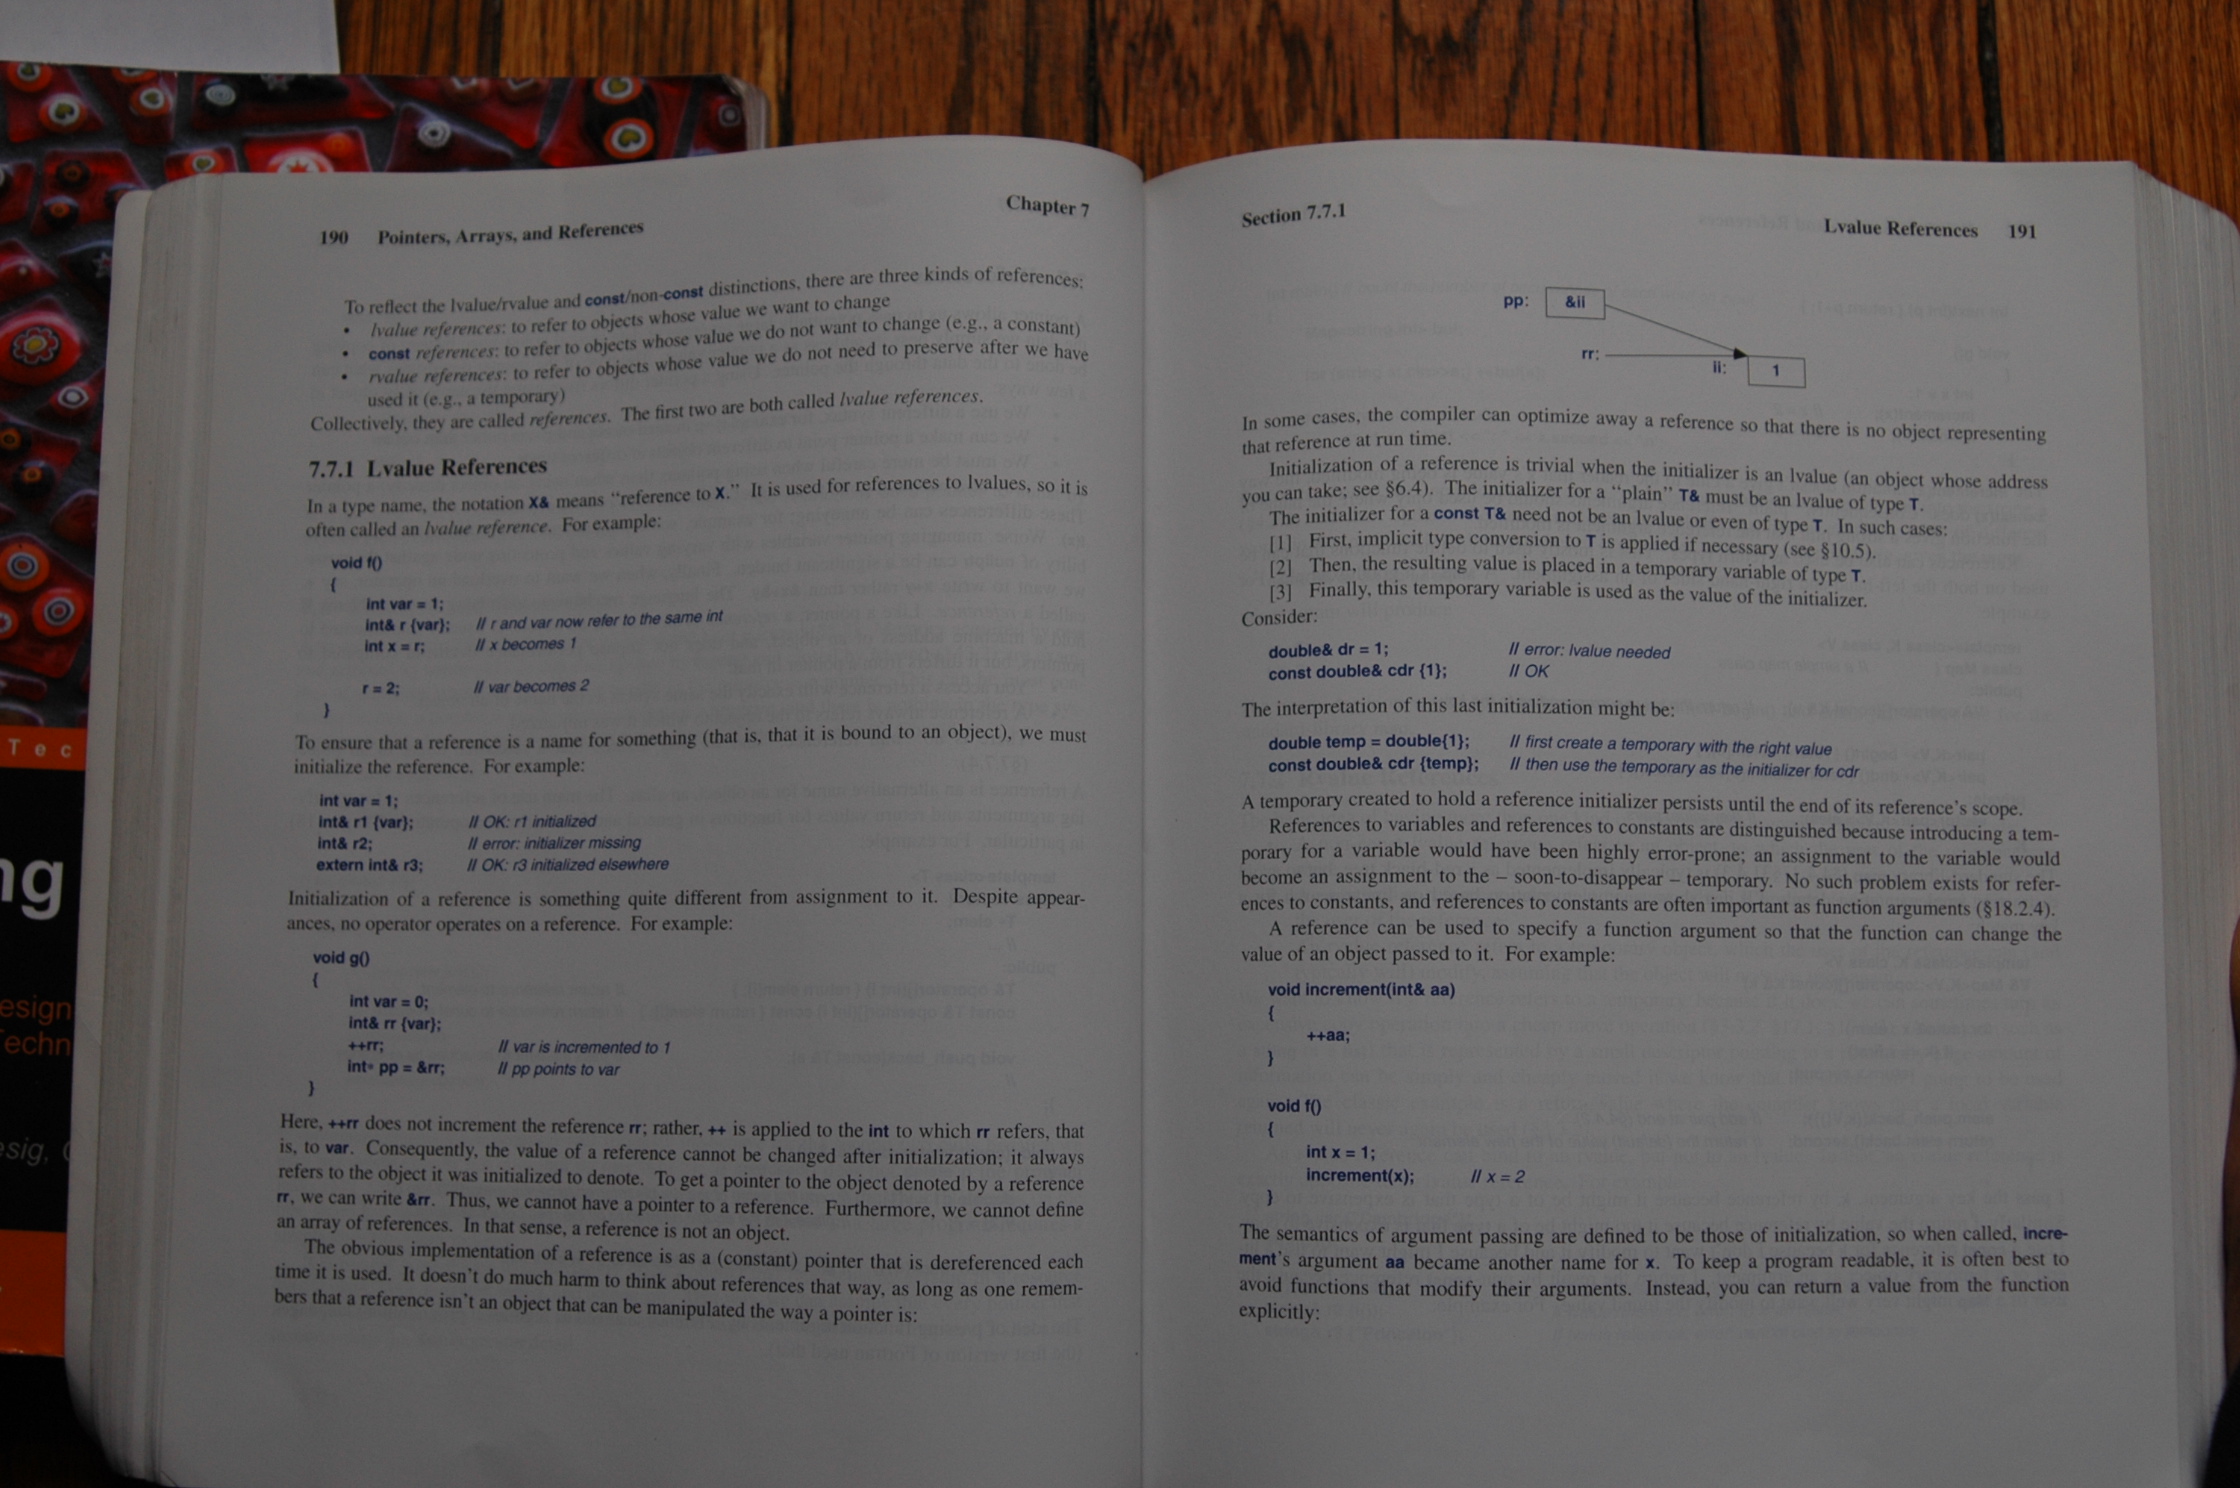 190 Pointers, Arrays, and References Chapter 7
To reflect the lvalue/rvalue and const/non-const distinctions, there are three kinds of references:
• lvalue references: to refer to objects whose value we want to change
• const references: to refer to objects whose value we do not want to change (e.g., a constant)
• rvalue references: to refer to objects whose value we do not need to preserve after we have
used it (e.g., a temporary)
Collectively, they are called references. The first two are both called lvalue references.
7.7.1 Lvalue References
In a type name, the notation X& means “reference to X.” It is used for references to lvalues, so it is
often called an lvalue reference. For example:
void f()
{
int var = 1;
int& r {var}; // r and var now refer to the same int
int x = r; // x becomes 1
r = 2; // var becomes 2
}
To ensure that a reference is a name for something (that is, that it is bound to an object), we must
initialize the reference. For example:
int var = 1;
int& r1 {var}; // OK: r1 initialized
int& r2; // error: initializer missing
extern int& r3; // OK: r3 initialized elsewhere
Initialization of a reference is something quite different from assignment to it. Despite appear-
ances, no operator operates on a reference. For example:
void g()
{
int var = 0;
int& rr {var};
++rr; // var is incremented to 1
int* pp = &rr; // pp points to var
}
Here, ++rr does not increment the reference rr; rather, ++ is applied to the int to which rr refers, that
is, to var. Consequently, the value of a reference cannot be changed after initialization; it always
refers to the object it was initialized to denote. To get a pointer to the object denoted by a reference
rr, we can write &rr. Thus, we cannot have a pointer to a reference. Furthermore, we cannot define
an array of references. In that sense, a reference is not an object.
The obvious implementation of a reference is as a (constant) pointer that is dereferenced each
time it is used. It doesn’t do much harm to think about references that way, as long as one remem-
bers that a reference isn’t an object that can be manipulated the way a pointer is:
Section 7.7.1 Lvalue References 191
pp: &ii
rr:
ii: 1
In some cases, the compiler can optimize away a reference so that there is no object representing
that reference at run time.
Initialization of a reference is trivial when the initializer is an lvalue (an object whose address
you can take; see §6.4). The initializer for a “plain” T& must be an lvalue of type T.
The initializer for a const T& need not be an lvalue or even of type T. In such cases:
[1] First, implicit type conversion to T is applied if necessary (see §10.5).
[2] Then, the resulting value is placed in a temporary variable of type T.
[3] Finally, this temporary variable is used as the value of the initializer.
Consider:
double& dr = 1; // error: lvalue needed
const double& cdr {1}; // OK
The interpretation of this last initialization might be:
double temp = double{1}; // first create a temporary with the right value
const double& cdr {temp}; // then use the temporary as the initializer for cdr
A temporary created to hold a reference initializer persists until the end of its reference’s scope.
References to variables and references to constants are distinguished because introducing a tem-
porary for a variable would have been highly error-prone; an assignment to the variable would
become an assignment to the – soon-to-disappear – temporary. No such problem exists for refer-
ences to constants, and references to constants are often important as function arguments (§18.2.4).
A reference can be used to specify a function argument so that the function can change the
value of an object passed to it. For example:
void increment(int& aa)
{
++aa;
}
void f()
{
int x = 1;
increment(x); // x = 2
}
The semantics of argument passing are defined to be those of initialization, so when called, incre-
ment’s argument aa became another name for x. To keep a program readable, it is often best to
avoid functions that modify their arguments. Instead, you can return a value from the function
explicitly:
Tec
ng
esign
Techn
esig,